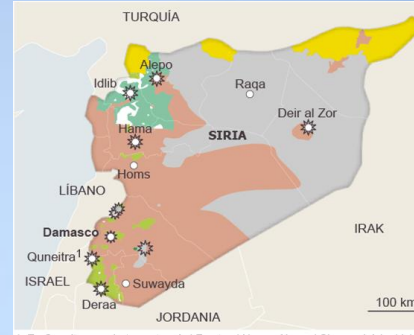 TURQUÍA
Alepo
Idlib
Raqa
Deir al Zor
Hama
SIRIA
Homs
LÍBANO
Damasco
IRAK
Quneitra1
ISRAEL
Suwayda
Deraa
100 km
JORDANIA